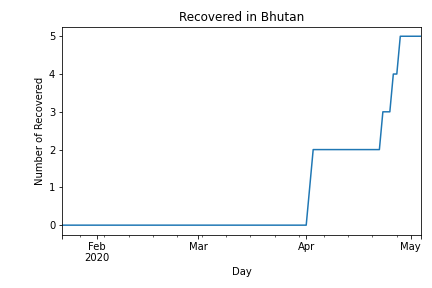 Recovered in Bhutan
5
4
3
2
1
0
Number of Recovered
Feb
2020
Mar
Apr
May
Day